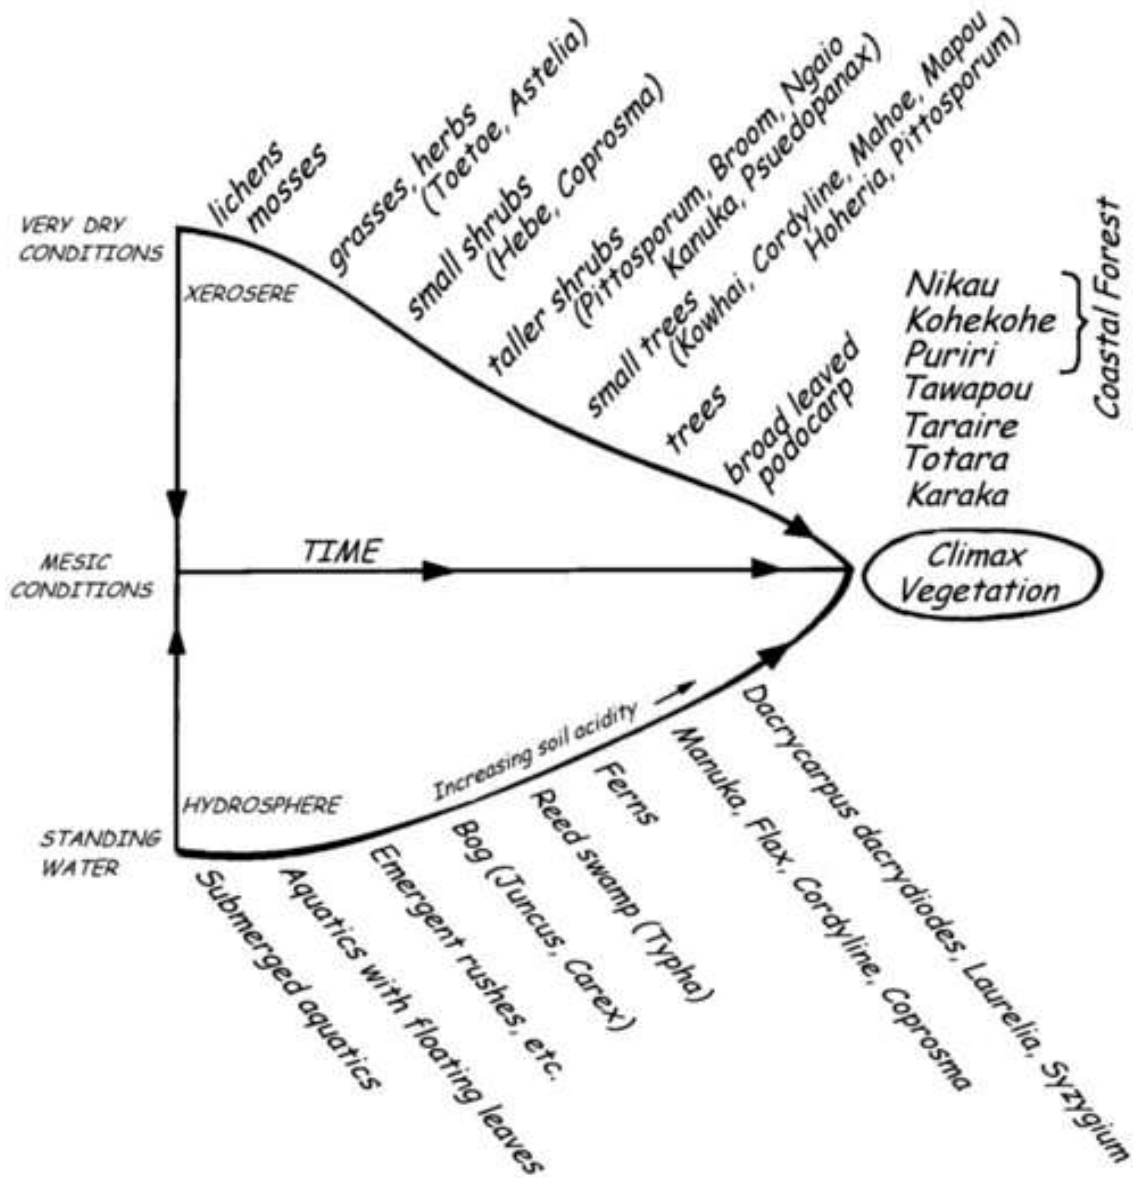 VERY DRY
CONDITIONS
XEROSERE
lichens
mosses
grasses, herbs
(Toetoe, Astelia)
small shrubs
(Hebe, Coprosma)
taller shrubs
(Pittosporum, Broom, Ngaio
Kanuka, Psuedopanax)
small trees
(Kowhai, Cordyline, Mahoe, Mapou
Hoheria, Pittosporum)
trees
broad leaved
podocarp
Nikau
Kohekohe
Puriri
Tawapou
Taraire
Totara
Karaka
Coastal Forest
MESIC
CONDITIONS
TIME
Climax
Vegetation
STANDING
WATER
HYDROSPHERE
Increasing soil acidity
Submerged aquatics
Aquatics with floating leaves
Emergent rushes, etc.
Bog (Juncus, Carex)
Reed swamp (Typha)
Ferns
Manuka, Flax, Cordyline, Coprosma
Dacrycarpus dacrydiodes, Laurelia, Syzygium